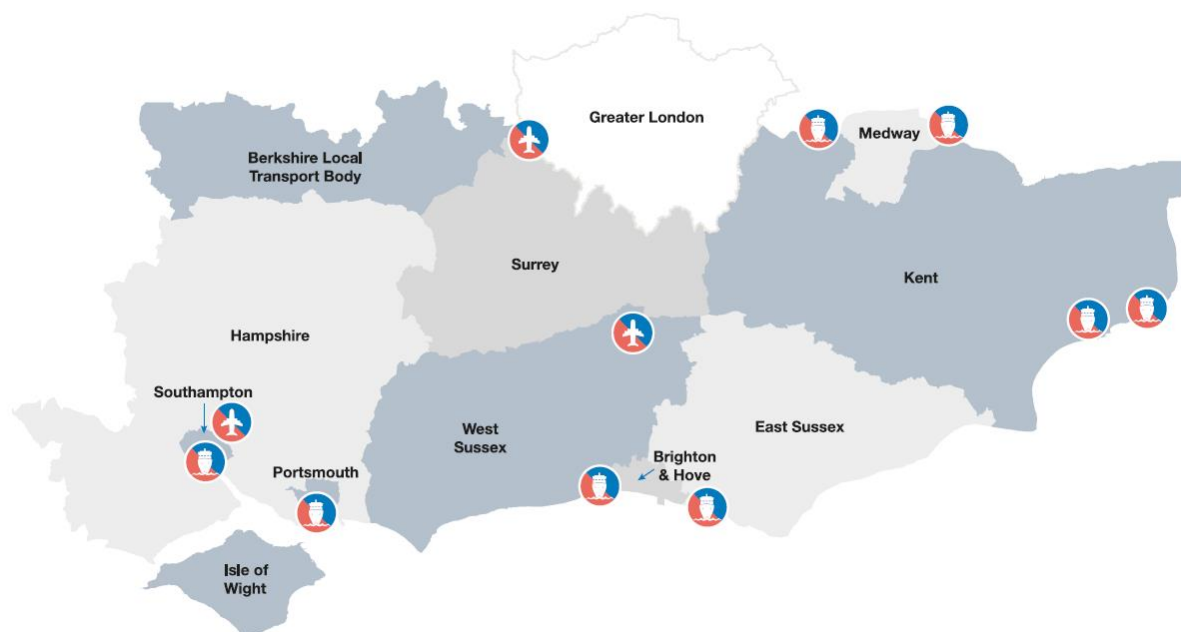 Greater London
Medway
Berkshire Local
Transport Body
Surrey
Kent
Hampshire
Southampton
West
Sussex
East Sussex
Brighton
& Hove
Portsmouth
Isle of
Wight